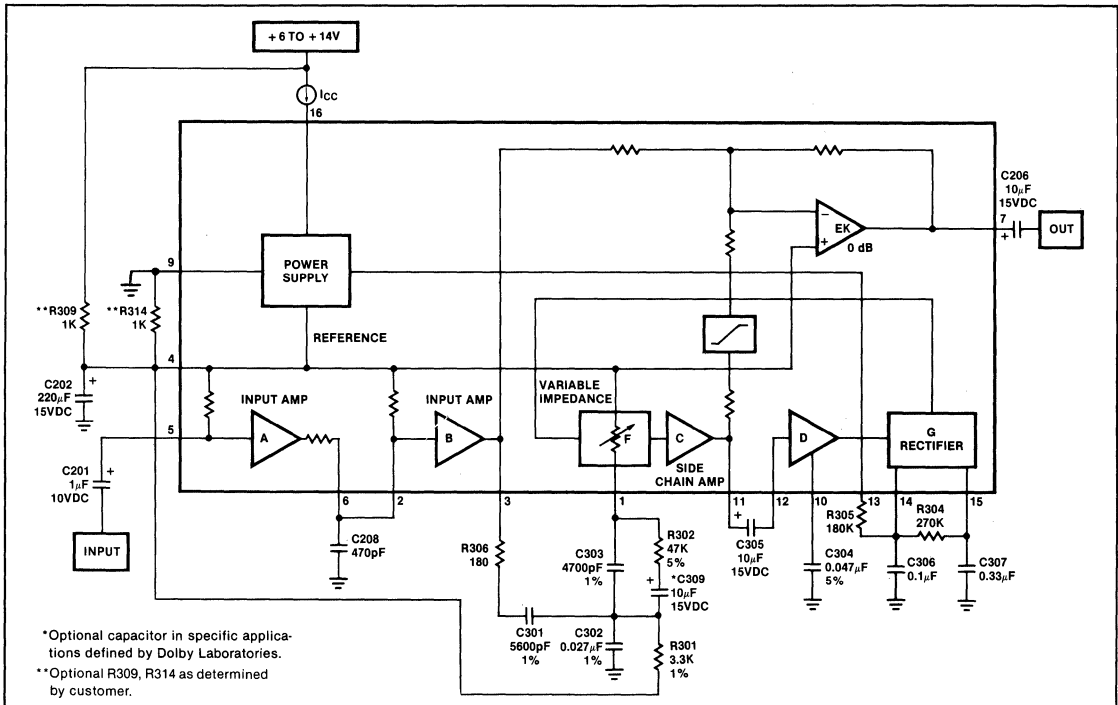 + 6 TO + 14V
ICC
16
C206
10µF
15VDC
7
+
OUT
−
EK
+
0 dB
9
POWER
SUPPLY
**R309
1K
**R314
1K
REFERENCE
4
+
C202
220µF
15VDC
INPUT AMP
A
INPUT AMP
B
VARIABLE
IMPEDANCE
F
C
SIDE
CHAIN AMP
D
G
RECTIFIER
5
C201
1µF
10VDC
+
INPUT
6
2
3
1
11
12
10
13
14
15
C208
470pF
R306
180
C303
4700pF
1%
R302
47K
5%
+
*C309
10µF
15VDC
+
C305
10µF
15VDC
C304
0.047µF
5%
R305
180K
R304
270K
C306
0.1µF
C307
0.33µF
C301
5600pF
1%
C302
0.027µF
1%
R301
3.3K
1%
*Optional capacitor in specific applica-
tions defined by Dolby Laboratories.
**Optional R309, R314 as determined
by customer.